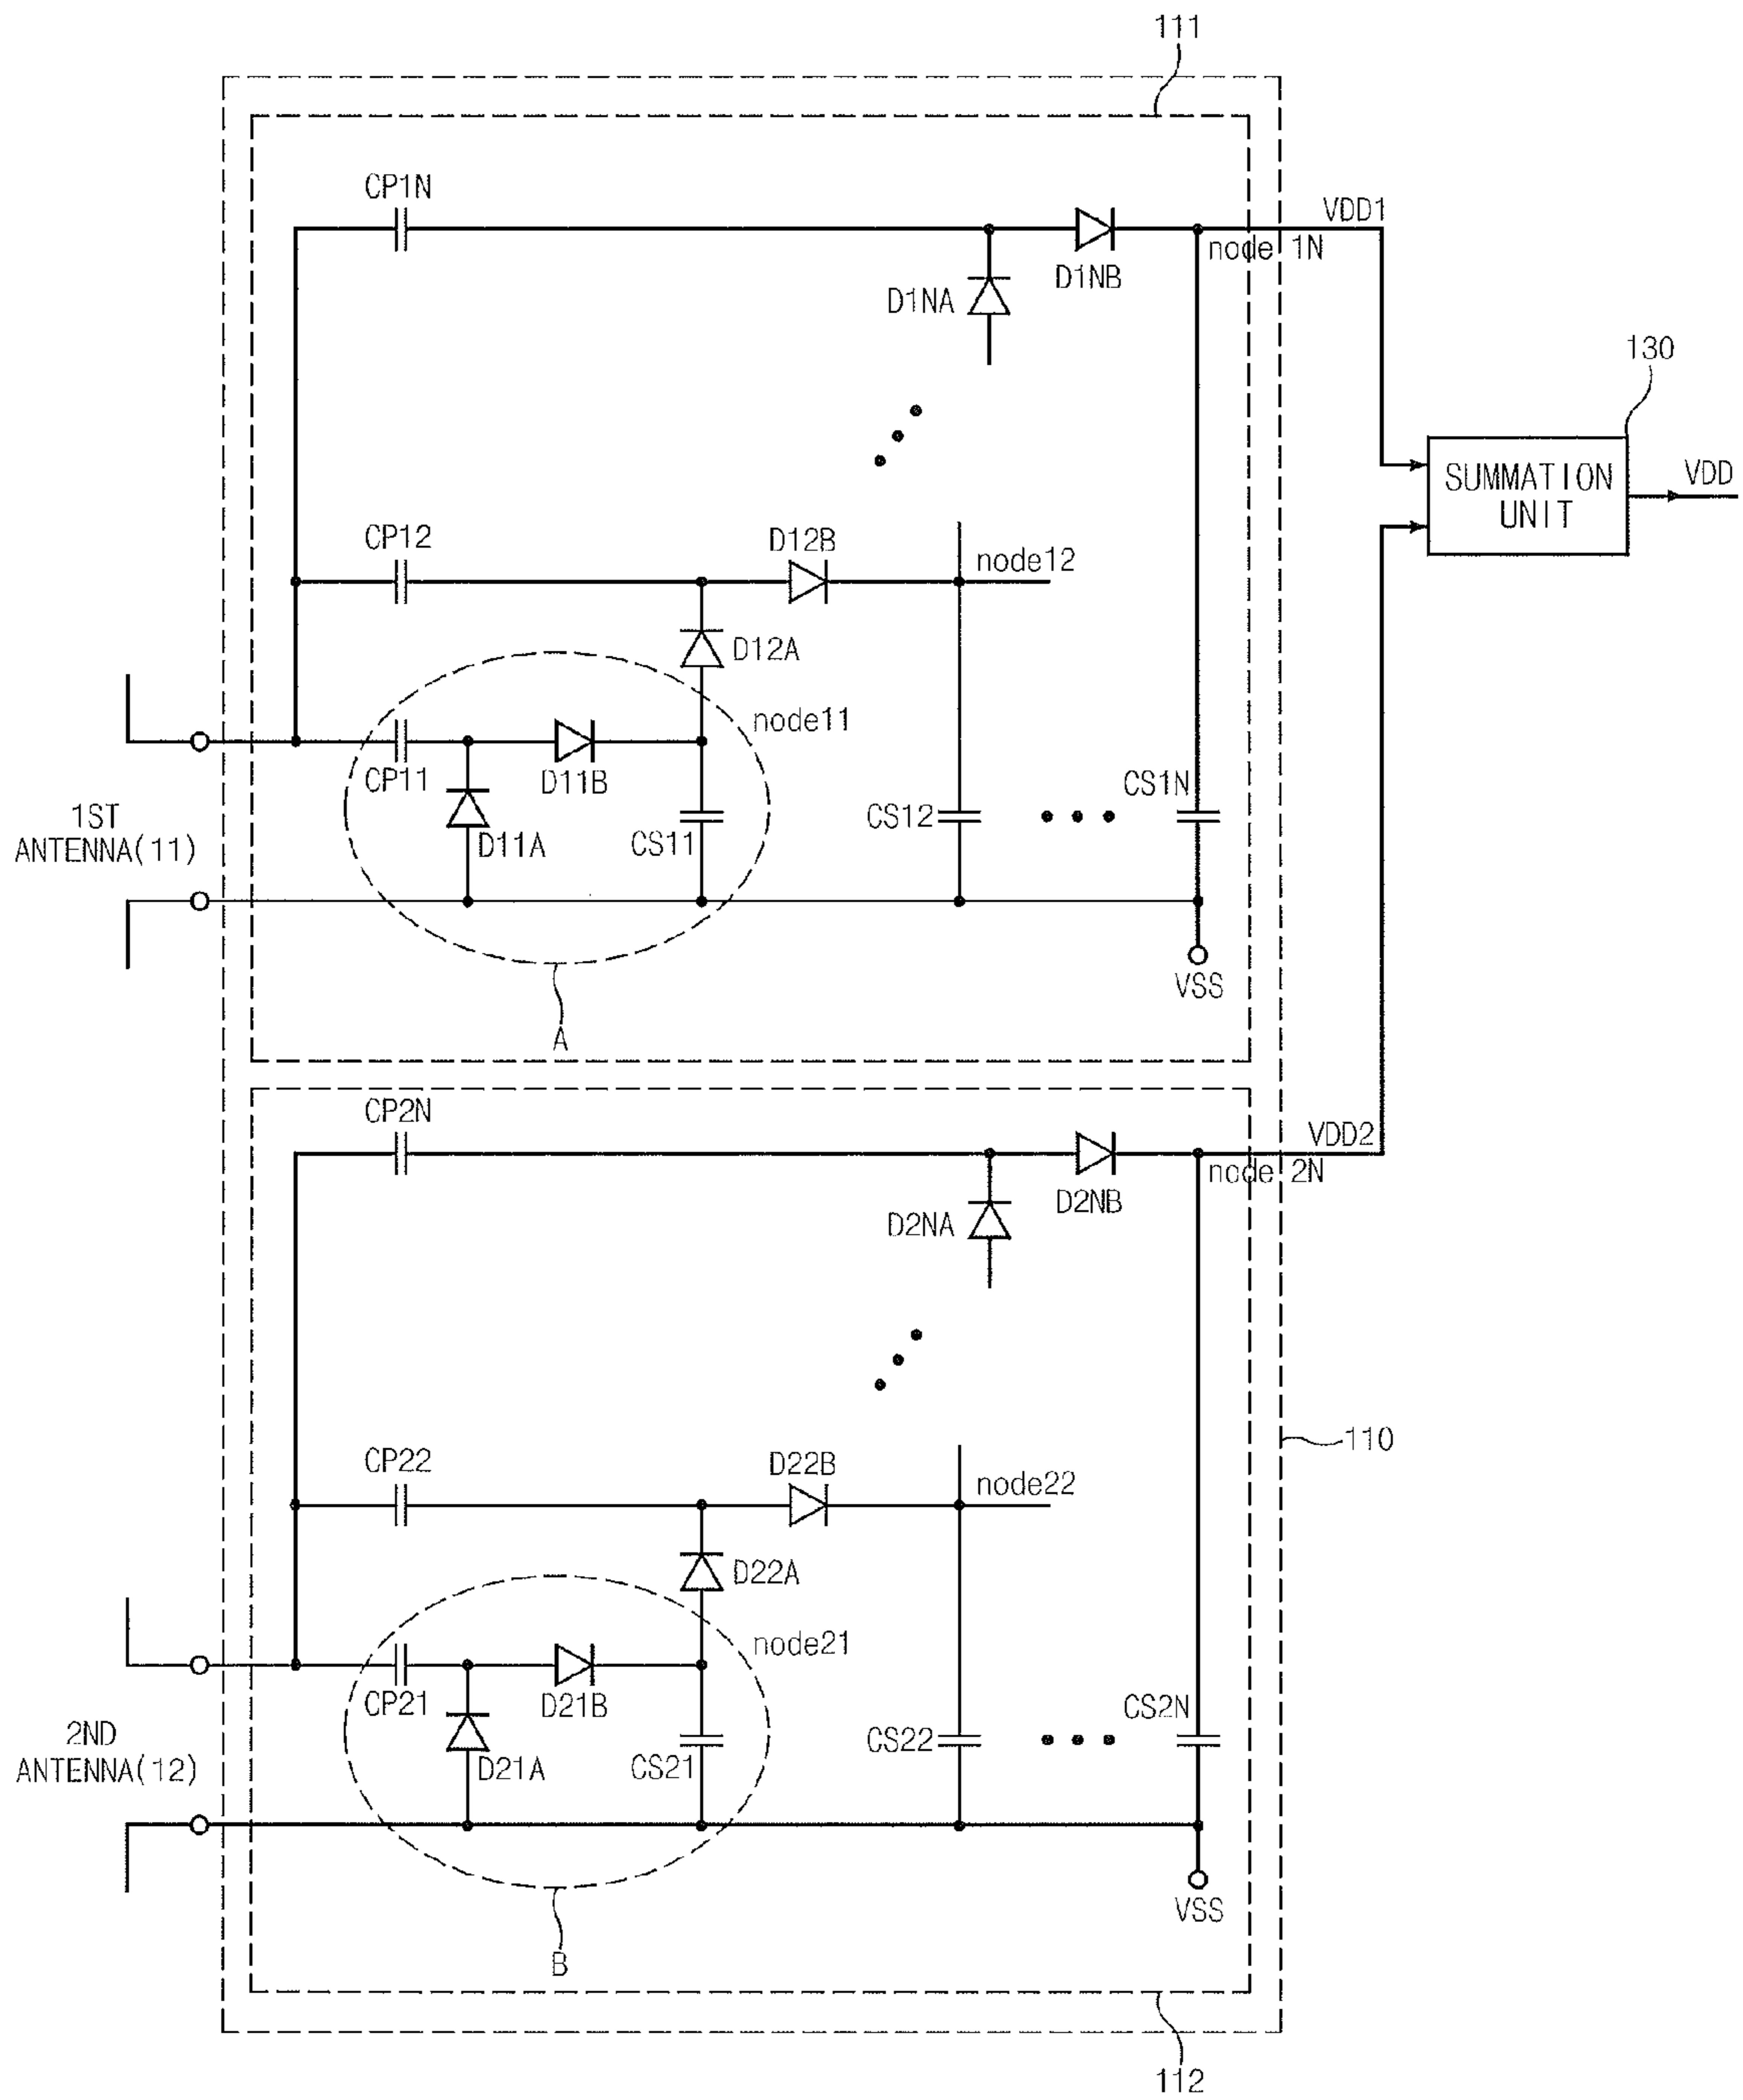 111
CP1N
VDD1
node 1N
D1NB
D1NA
130
SUMMATION
UNIT
VDD
CP12
D12B
node12
D12A
node11
CP11
D11B
D11A
CS11
CS12
CS1N
1ST
ANTENNA(11)
VSS
A
CP2N
VDD2
node 2N
D2NB
D2NA
110
CP22
D22B
node22
D22A
node21
CP21
D21B
D21A
CS21
CS22
CS2N
2ND
ANTENNA(12)
VSS
B
112